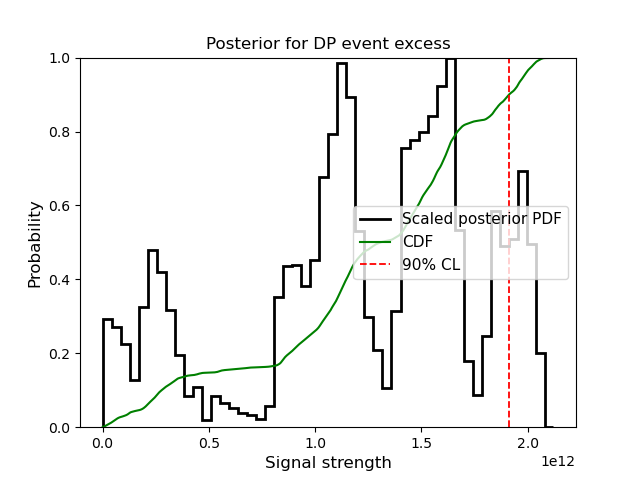 Posterior for DP event excess
1.0
0.8
0.6
0.4
0.2
0.0
Probability
Scaled posterior PDF
CDF
90% CL
0.0 0.5 1.0 1.5 2.0
1e12
Signal strength